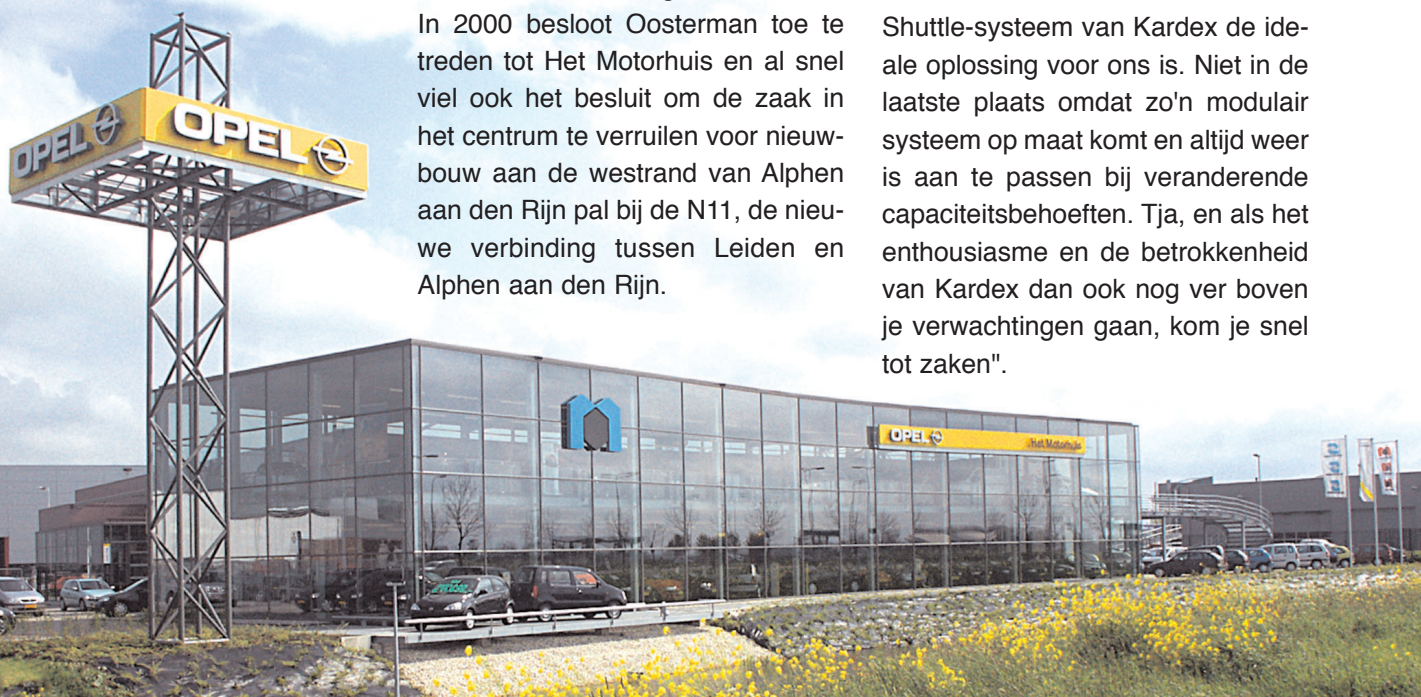 In 2000 besloot Oosterman toe te
treden tot Het Motorhuis en al snel
viel ook het besluit om de zaak in
het centrum te verruilen voor nieuw-
bouw aan de westrand van Alphen
aan den Rijn pal bij de N11, de nieu-
we verbinding tussen Leiden en
Alphen aan den Rijn.
Shuttle-systeem van Kardex de ide-
ale oplossing voor ons is. Niet in de
laatste plaats omdat zo'n modulair
systeem op maat komt en altijd weer
is aan te passen bij veranderende
capaciteitsbehoeften. Tja, en als het
enthousiasme en de betrokkenheid
van Kardex dan ook nog ver boven
je verwachtingen gaan, kom je snel
tot zaken".
OPEL
OPEL
OPEL
Het Motorhuis